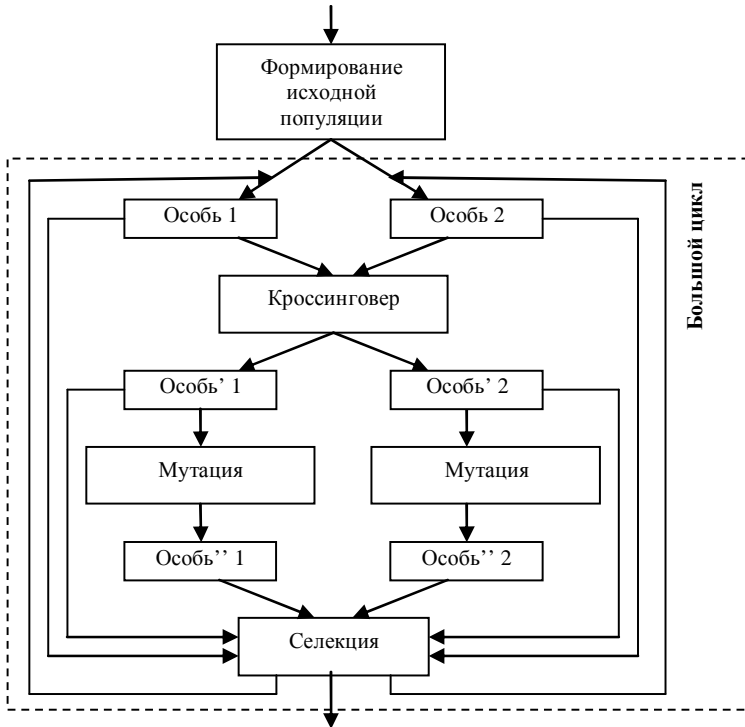 Формирование
исходной
популяции
Большой цикл
Особь 1
Особь 2
Кроссинговер
Особь’ 1
Особь’ 2
Мутация
Мутация
Особь’’ 1
Особь’’ 2
Селекция